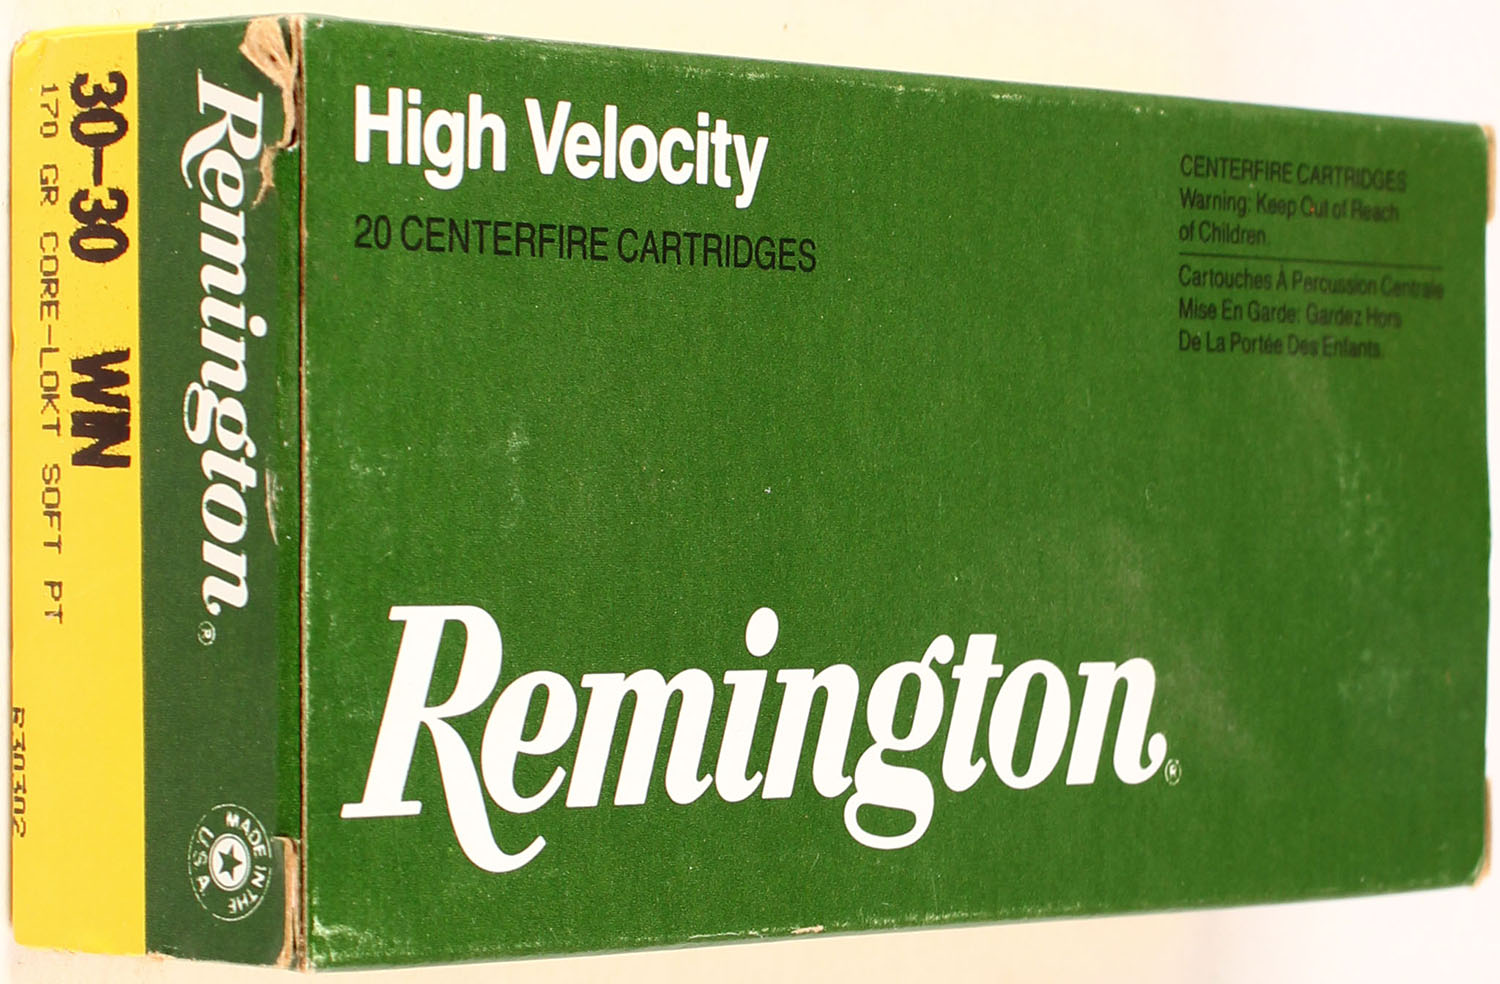 High Velocity
20 CENTERFIRE CARTRIDGES
CENTERFIRE CARTRIDGES
Warning: Keep Out of Reach
of Children.
Cartouches À Percussion Centrale
Mise En Garde: Gardez Hors
De La Portée Des Enfants.
Remington®
Remington®
MADE IN THE U.S.A.
30-30 WIN
170 GR CORE-LOKT SOFT PT
R30302